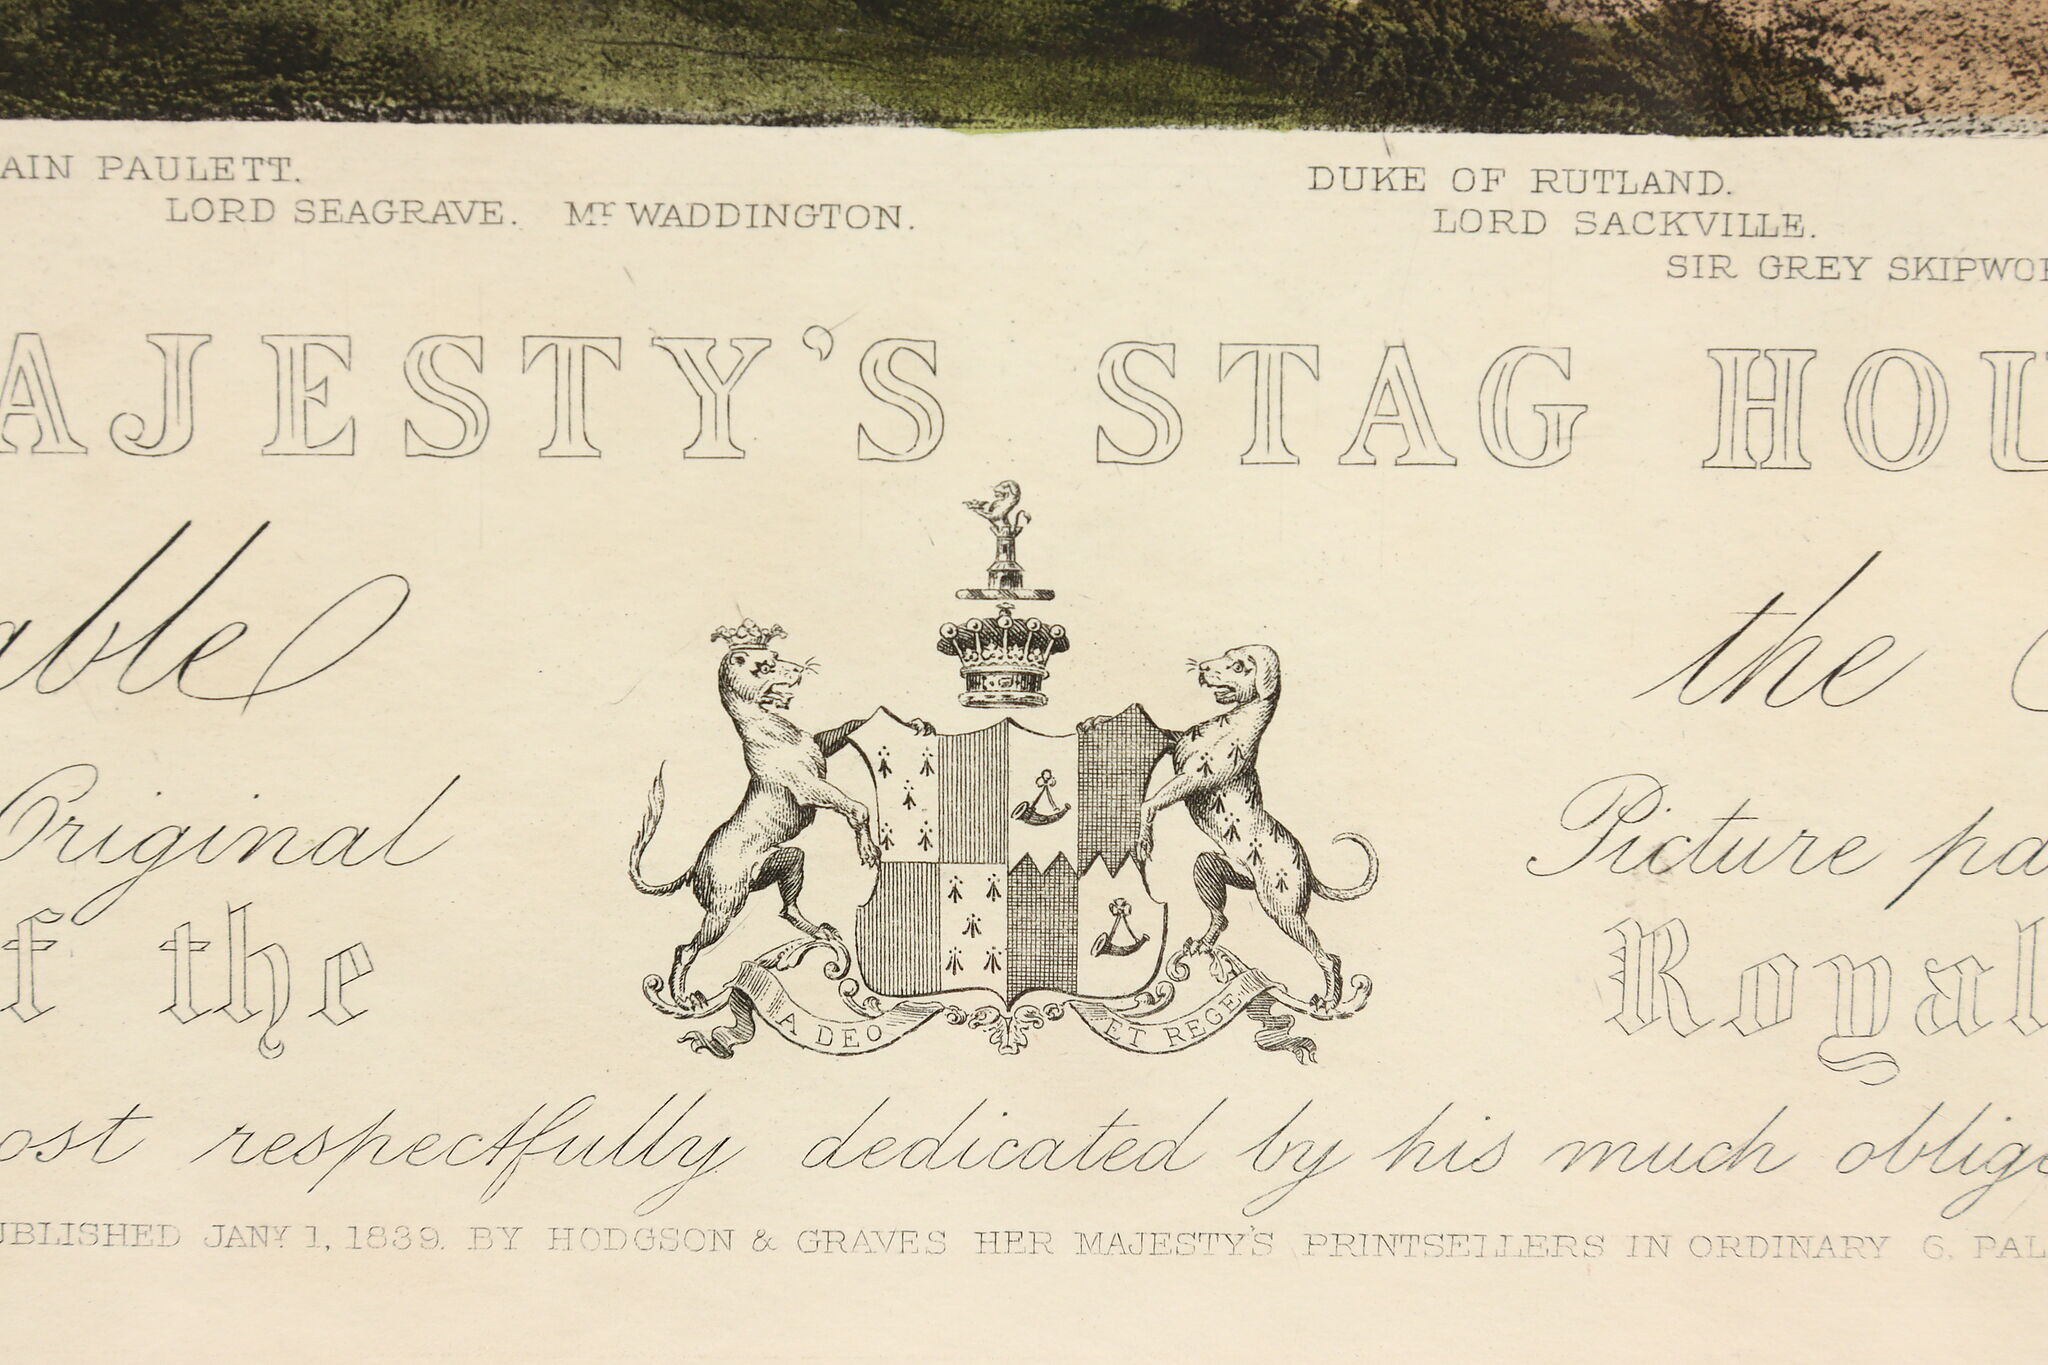 AIN PAULETT.
LORD SEAGRAVE. Mr WADDINGTON.
DUKE OF RUTLAND.
LORD SACKVILLE.
SIR GREY SKIPWOR
AJESTY'S STAG HOU
able the
Original Picture pa
f the Royal
A DEO ET REGE
ost respectfully dedicated by his much oblig
UBLISHED JANY 1, 1839. BY HODGSON & GRAVES HER MAJESTY'S PRINTSELLERS IN ORDINARY 6, PAL